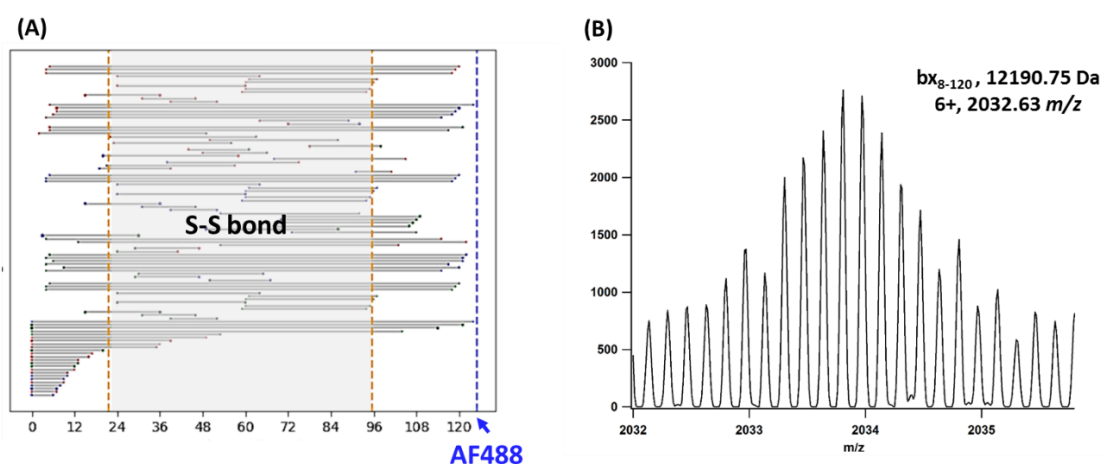 (A)
S-S bond
0 12 24 36 48 60 72 84 96 108 120
AF488
(B)
3000
2500
2000
1500
1000
500
0
bx8-120 , 12190.75 Da
6+, 2032.63 m/z
2032 2033 2034 2035
m/z